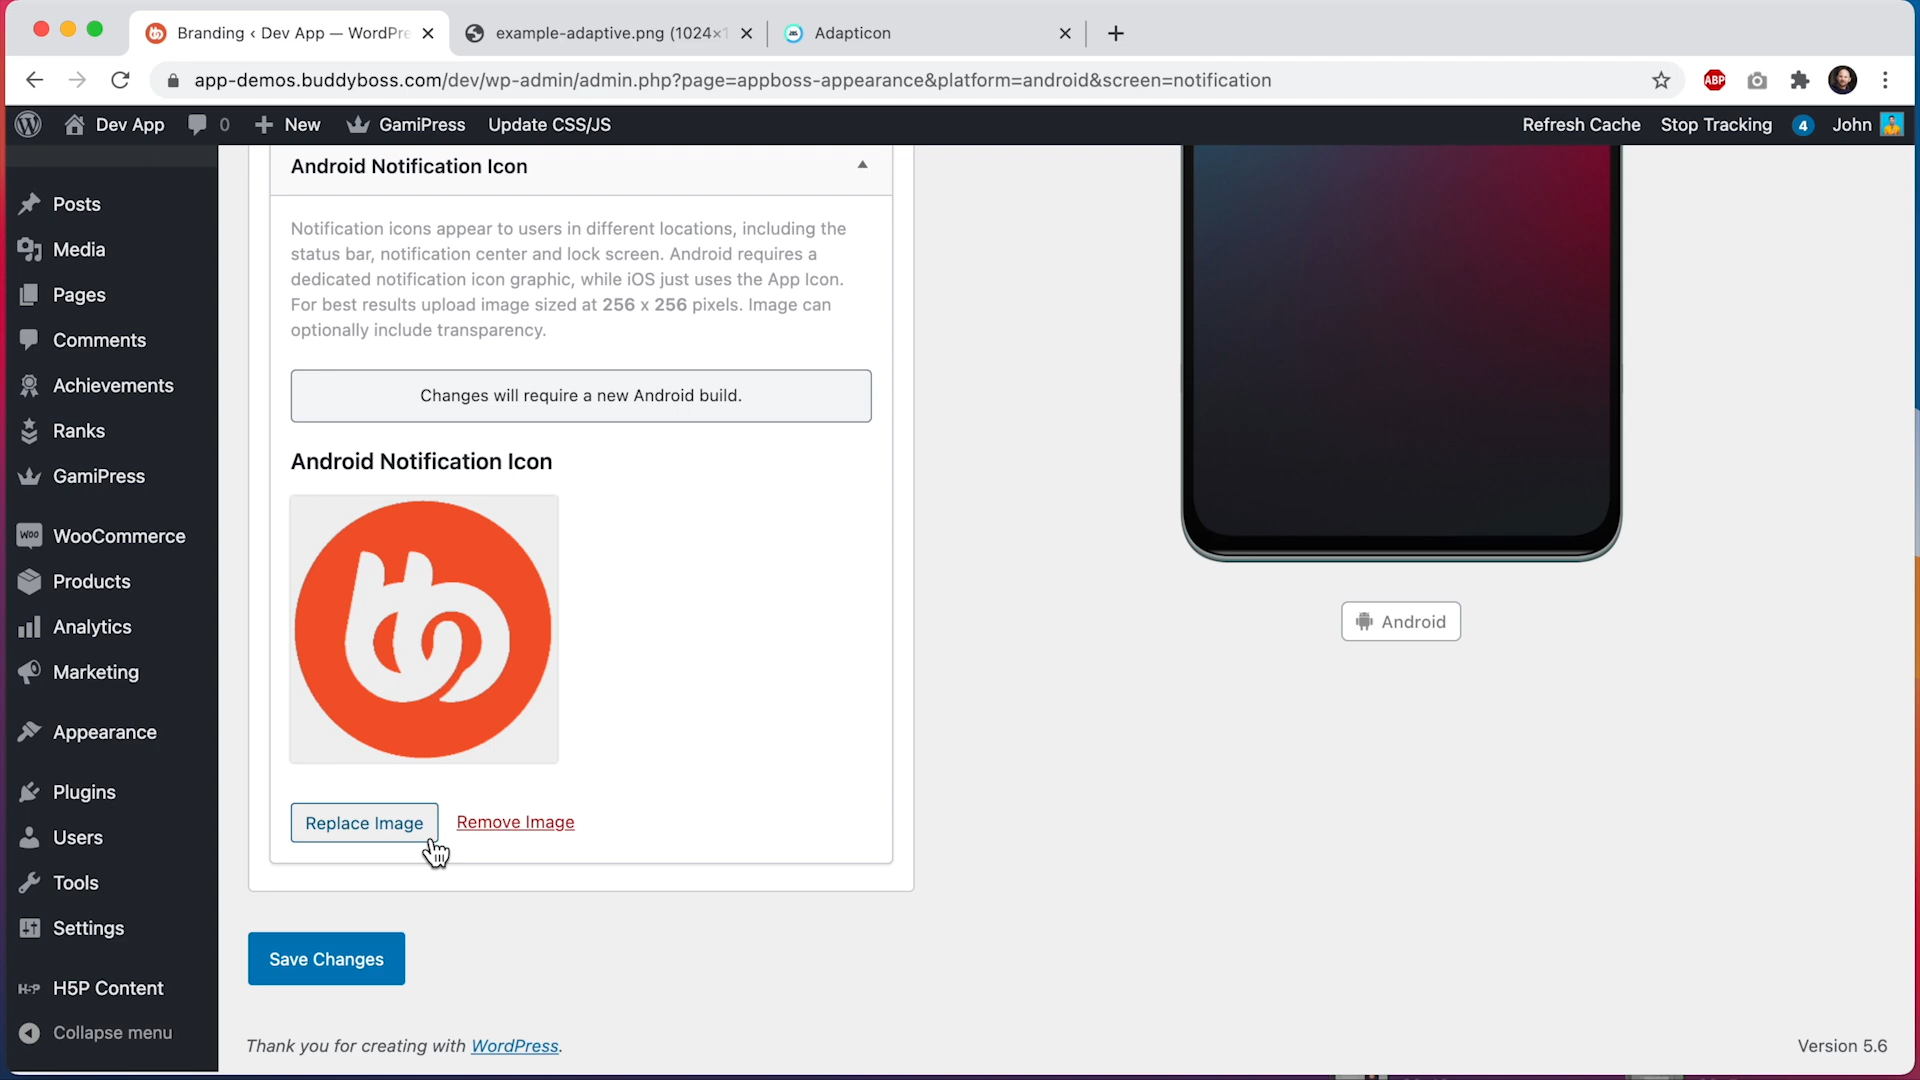 Branding ‹ Dev App — WordPre
example-adaptive.png (1024×1
Adapticon
app-demos.buddyboss.com/dev/wp-admin/admin.php?page=appboss-appearance&platform=android&screen=notification
ABP
Dev App
0
New
GamiPress
Update CSS/JS
Refresh Cache
Stop Tracking
4
John
Posts
Media
Pages
Comments
Achievements
Ranks
GamiPress
Woo
WooCommerce
Products
Analytics
Marketing
Appearance
Plugins
Users
Tools
Settings
H5P
H5P Content
Collapse menu
Android Notification Icon
Notification icons appear to users in different locations, including the
status bar, notification center and lock screen. Android requires a
dedicated notification icon graphic, while iOS just uses the App Icon.
For best results upload image sized at 256 x 256 pixels. Image can
optionally include transparency.
Changes will require a new Android build.
Android Notification Icon
Replace Image
Remove Image
Save Changes
Android
Thank you for creating with WordPress.
Version 5.6